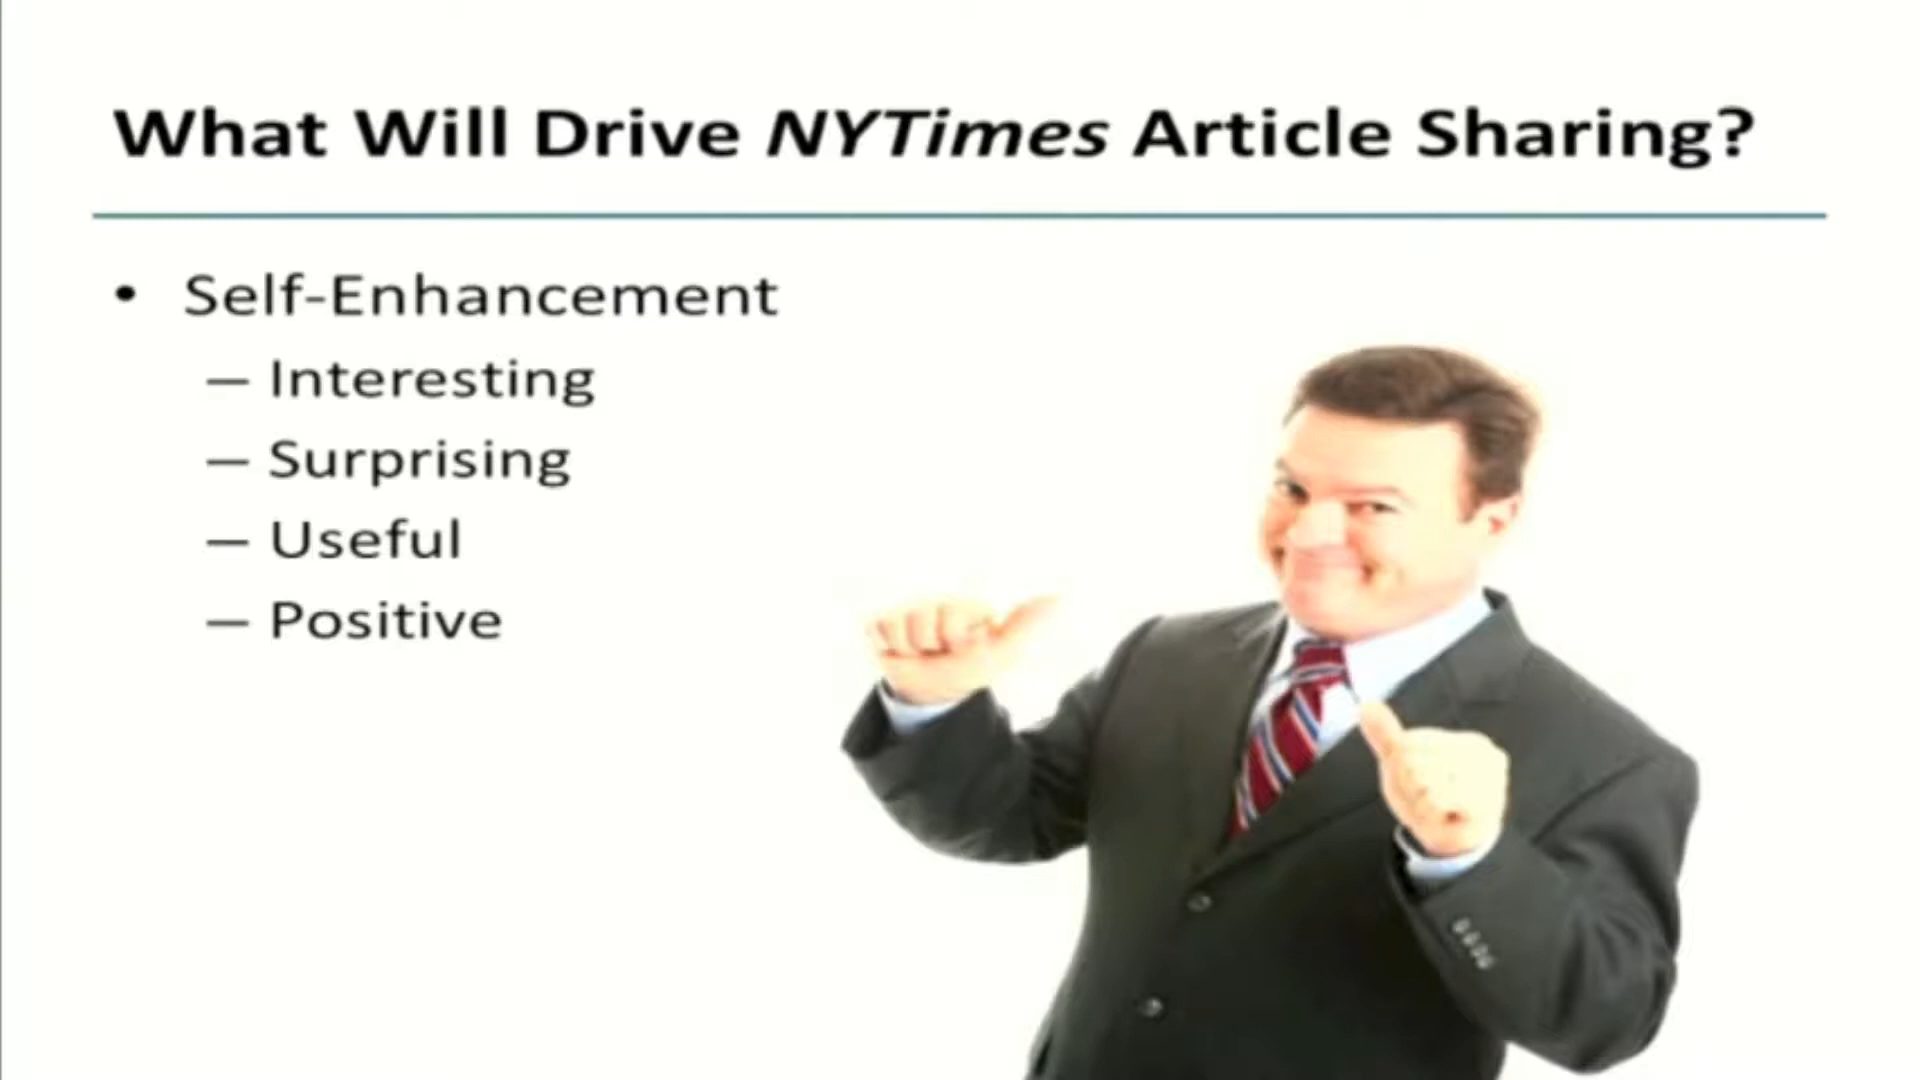 What Will Drive NYTimes Article Sharing?
• Self-Enhancement
— Interesting
— Surprising
— Useful
— Positive